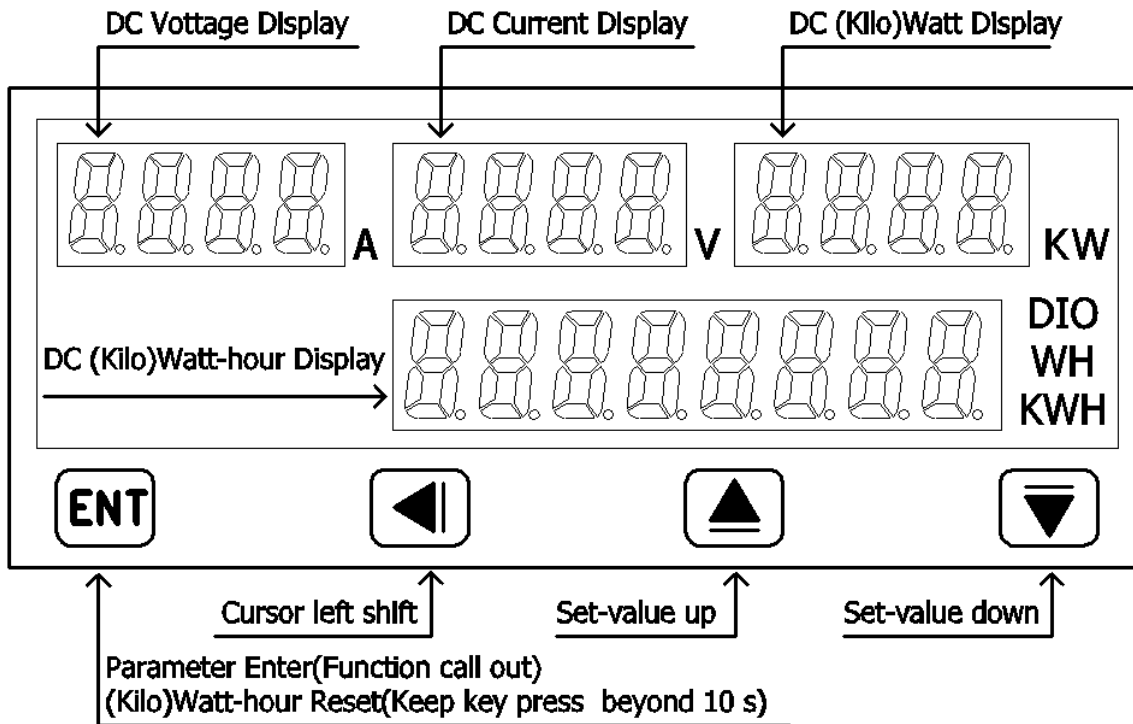 DC Vottage Display
DC Current Display
DC (Kilo)Watt Display
A
V
KW
DC (Kilo)Watt-hour Display
DIO
WH
KWH
ENT
Cursor left shift
Set-value up
Set-value down
Parameter Enter(Function call out)
(Kilo)Watt-hour Reset(Keep key press beyond 10 s)